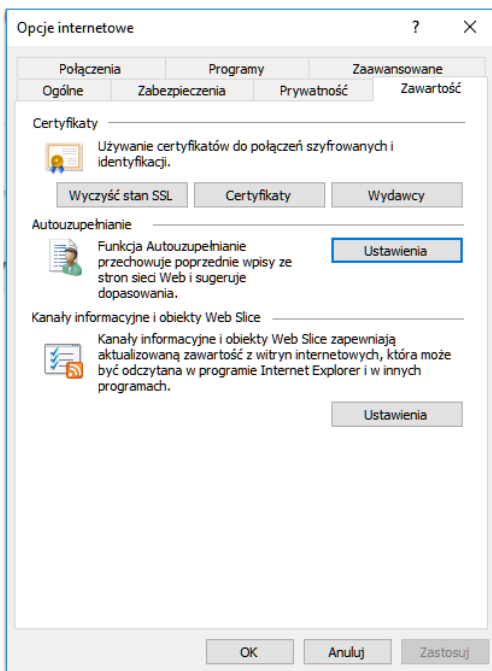 Opcje internetowe
Połączenia Programy Zaawansowane
Ogólne Zabezpieczenia Prywatność Zawartość
Certyfikaty
Używanie certyfikatów do połączeń szyfrowanych i
identyfikacji.
Wyczyść stan SSL Certyfikaty Wydawcy
Autouzupełnianie
Funkcja Autouzupełnianie
przechowuje poprzednie wpisy ze
stron sieci Web i sugeruje
dopasowania.
Ustawienia
Kanały informacyjne i obiekty Web Slice
Kanały informacyjne i obiekty Web Slice zapewniają
aktualizowaną zawartość z witryn internetowych, która może
być odczytana w programie Internet Explorer i w innych
programach.
Ustawienia
OK Anuluj Zastosuj